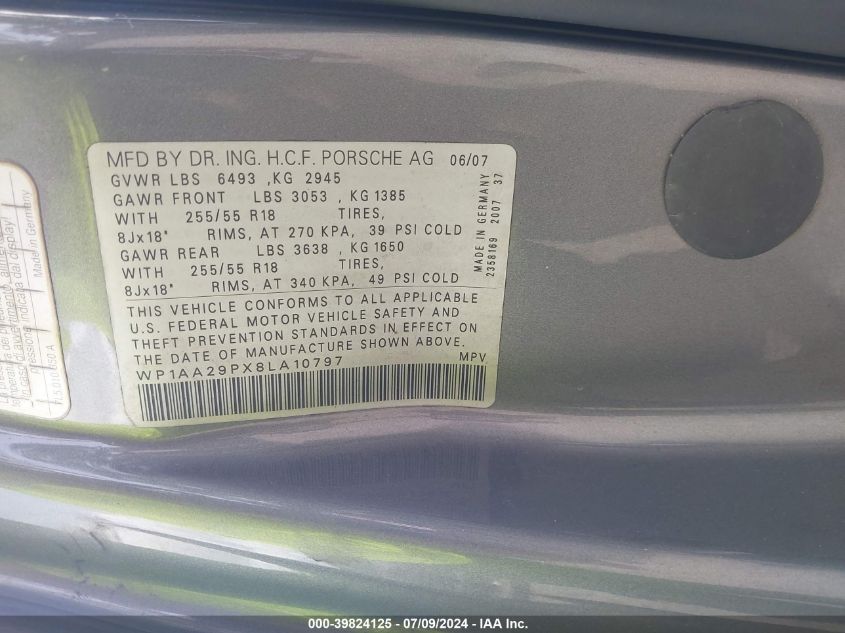 MFD BY DR. ING. H.C.F. PORSCHE AG 06/07
GVWR LBS 6493 ,KG 2945
GAWR FRONT LBS 3053 , KG 1385
WITH 255/55 R18 TIRES,
8Jx18" RIMS, AT 270 KPA, 39 PSI COLD
GAWR REAR LBS 3638 , KG 1650
WITH 255/55 R18 TIRES,
8Jx18" RIMS, AT 340 KPA, 49 PSI COLD
THIS VEHICLE CONFORMS TO ALL APPLICABLE
U.S. FEDERAL MOTOR VEHICLE SAFETY AND
THEFT PREVENTION STANDARDS IN EFFECT ON
THE DATE OF MANUFACTURE SHOWN ABOVE.
WP1AA29PX8LA10797 MPV
MADE IN GERMANY
2358169 2007 37
Made in Germany
000-39824125 - 07/09/2024 - IAAI Inc.